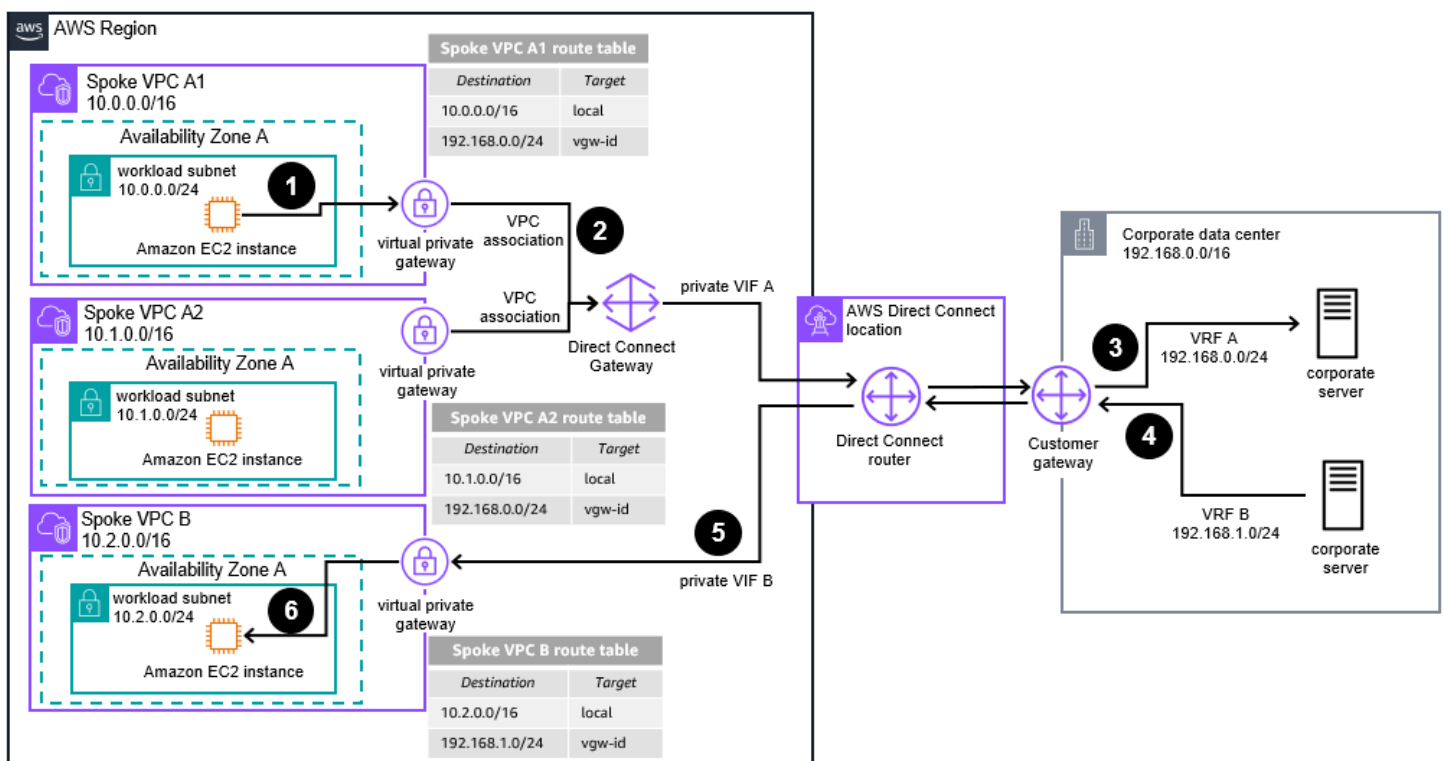 aws
AWS Region
Spoke VPC A1 route table
Destination Target
10.0.0.0/16 local
192.168.0.0/24 vgw-id
Spoke VPC A1
10.0.0.0/16
Availability Zone A
workload subnet
10.0.0.0/24
1
Amazon EC2 instance
virtual private
gateway
VPC
association
2
VPC
association
Direct Connect
Gateway
private VIF A
Spoke VPC A2
10.1.0.0/16
Availability Zone A
workload subnet
10.1.0.0/24
Amazon EC2 instance
virtual private
gateway
Spoke VPC A2 route table
Destination Target
10.1.0.0/16 local
192.168.0.0/24 vgw-id
Spoke VPC B
10.2.0.0/16
Availability Zone A
workload subnet
10.2.0.0/24
6
Amazon EC2 instance
virtual private
gateway
5
private VIF B
Spoke VPC B route table
Destination Target
10.2.0.0/16 local
192.168.1.0/24 vgw-id
AWS Direct Connect
location
Direct Connect
router
Customer
gateway
Corporate data center
192.168.0.0/16
3
VRF A
192.168.0.0/24
corporate
server
4
VRF B
192.168.1.0/24
corporate
server